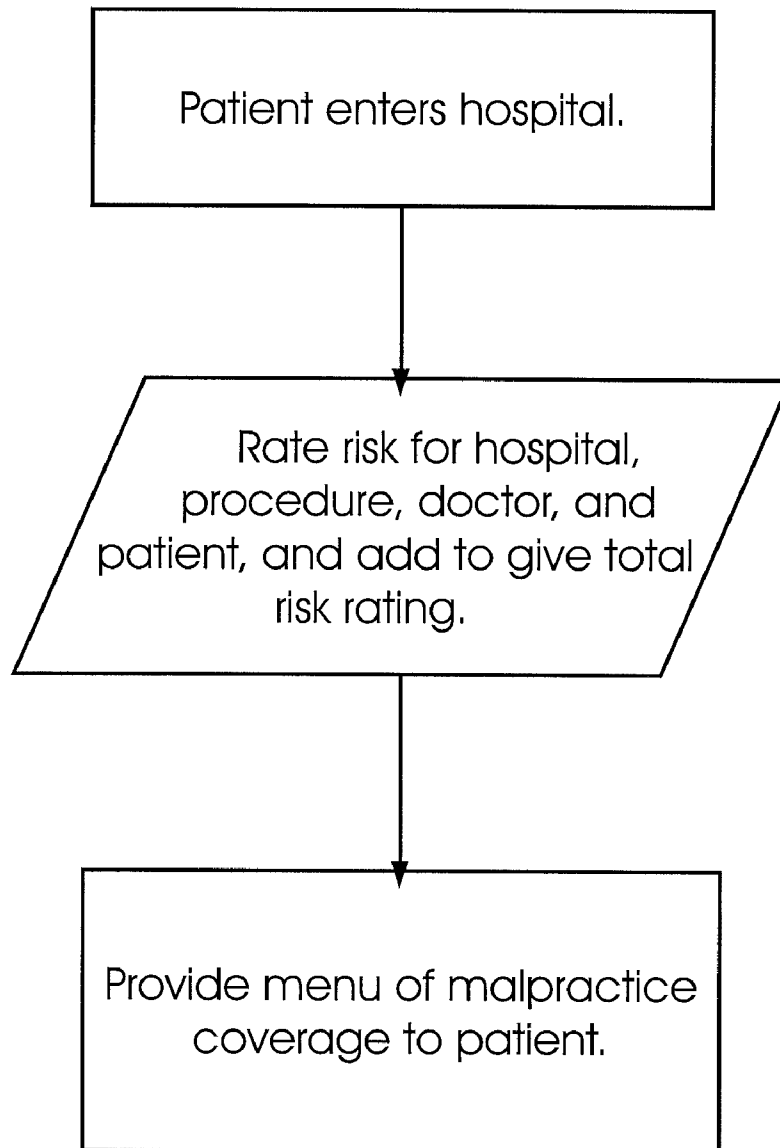 Patient enters hospital.
Rate risk for hospital,
procedure, doctor, and
patient, and add to give total
risk rating.
Provide menu of malpractice
coverage to patient.